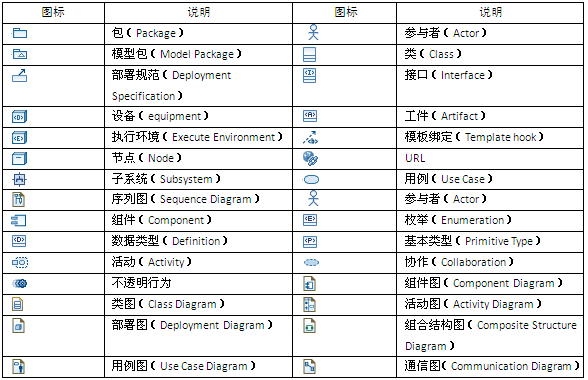 图标 说明 图标 说明
包（Package） 参与者（Actor）
模型包（Model Package） 类（Class）
部署规范（Deployment 接口（Interface）
Specification）
设备（equipment） 工件（Artifact）
执行环境（Execute Environment） 模板绑定（Template hook）
节点（Node） URL
子系统（Subsystem） 用例（Use Case）
序列图（Sequence Diagram） 参与者（Actor）
组件（Component） 枚举（Enumeration）
数据类型（Definition） 基本类型（Primitive Type）
活动（Activity） 协作（Collaboration）
不透明行为 组件图（Component Diagram）
类图（Class Diagram） 活动图（Activity Diagram）
部署图（Deployment Diagram） 组合结构图（Composite Structure
Diagram）
用例图（Use Case Diagram） 通信图（Communication Diagram）